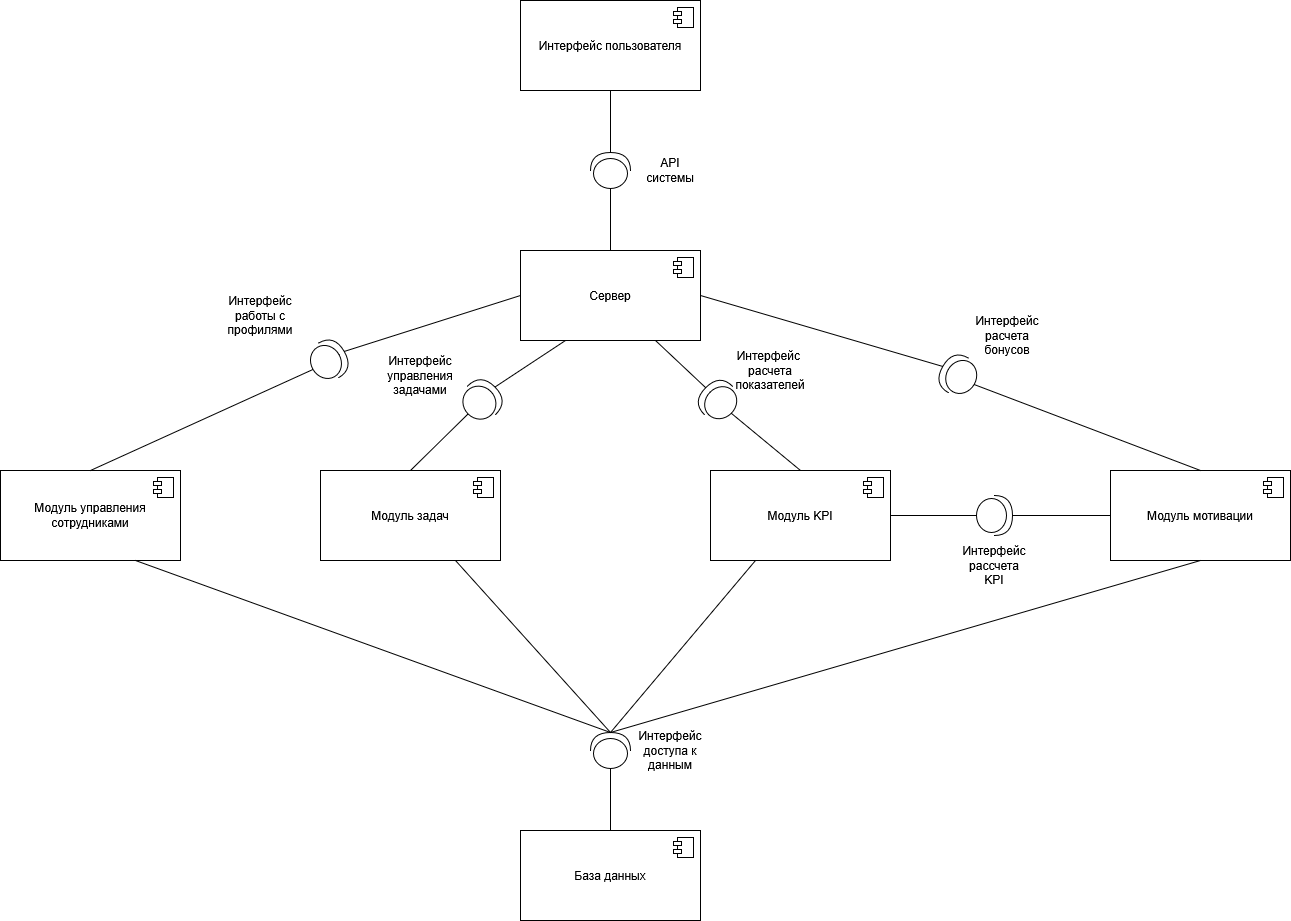 Интерфейс пользователя
API
системы
Сервер
Интерфейс
работы с
профилями
Интерфейс
управления
задачами
Интерфейс
расчета
показателей
Интерфейс
расчета
бонусов
Модуль управления
сотрудниками
Модуль задач
Модуль KPI
Модуль мотивации
Интерфейс
рассчета
KPI
Интерфейс
доступа к
данным
База данных